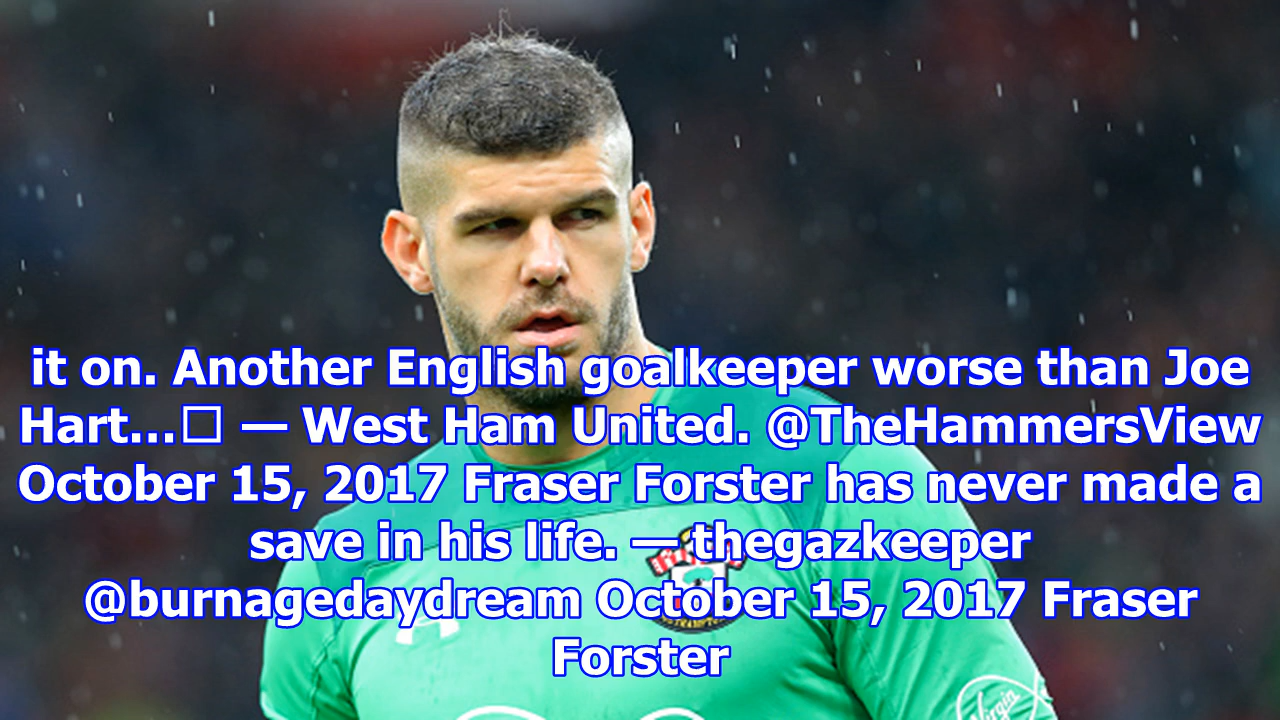 it on. Another English goalkeeper worse than Joe
Hart...□ — West Ham United. @TheHammersView
October 15, 2017 Fraser Forster has never made a
save in his life. — thegazkeeper
@burnagedaydream October 15, 2017 Fraser
Forster
Virgin